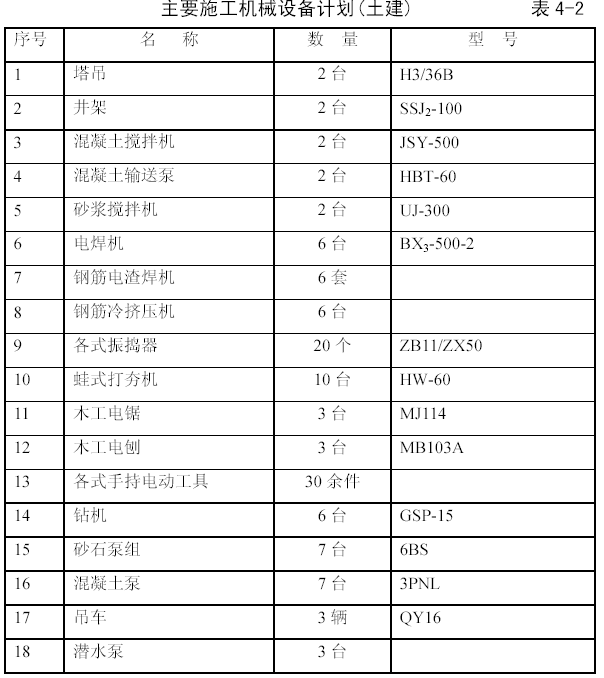 主要施工机械设备计划(土建) 表 4-2
序号 名 称 数 量 型 号
1 塔吊 2 台 H3/36B
2 井架 2 台 SSJ₂-100
3 混凝土搅拌机 2 台 JSY-500
4 混凝土输送泵 2 台 HBT-60
5 砂浆搅拌机 2 台 UJ-300
6 电焊机 6 台 BX₃-500-2
7 钢筋电渣焊机 6 套
8 钢筋冷挤压机 6 台
9 各式振捣器 20 个 ZB11/ZX50
10 蛙式打夯机 10 台 HW-60
11 木工电锯 3 台 MJ114
12 木工电刨 3 台 MB103A
13 各式手持电动工具 30 余件
14 钻机 6 台 GSP-15
15 砂石泵组 7 台 6BS
16 混凝土泵 7 台 3PNL
17 吊车 3 辆 QY16
18 潜水泵 3 台